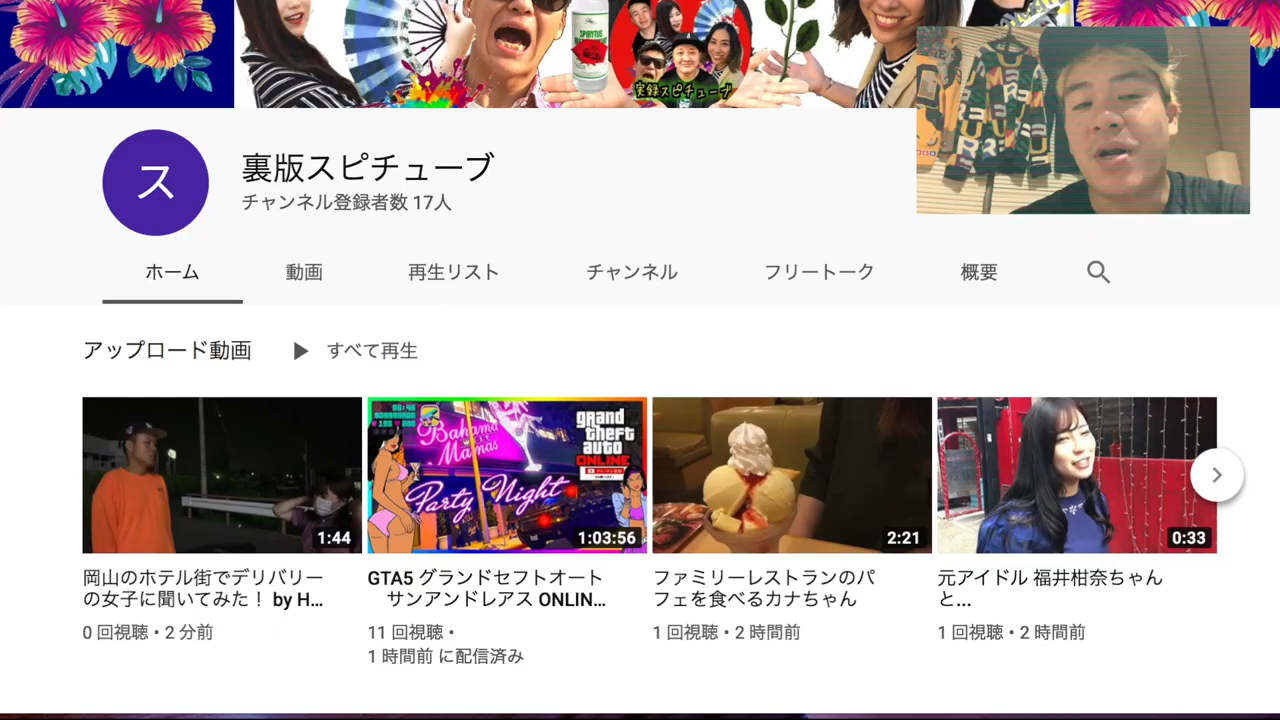 SPIRYTUS
実録スピチューブ
ス
裏版スピチューブ
チャンネル登録者数 17人
ホーム
動画
再生リスト
チャンネル
フリートーク
概要
アップロード動画
すべて再生
1:44
Bahama
Mamas
Party Night
grand
theft
auto
ONLINE
1:03:56
2:21
0:33
岡山のホテル街でデリバリー
の女子に聞いてみた！ by H...
GTA5 グランドセフトオート
サンアンドレアス ONLIN...
ファミリーレストランのパ
フェを食べるカナちゃん
元アイドル 福井柑奈ちゃん
と...
0 回視聴・2 分前
11 回視聴・
1 時間前 に配信済み
1 回視聴・2 時間前
1 回視聴・2 時間前